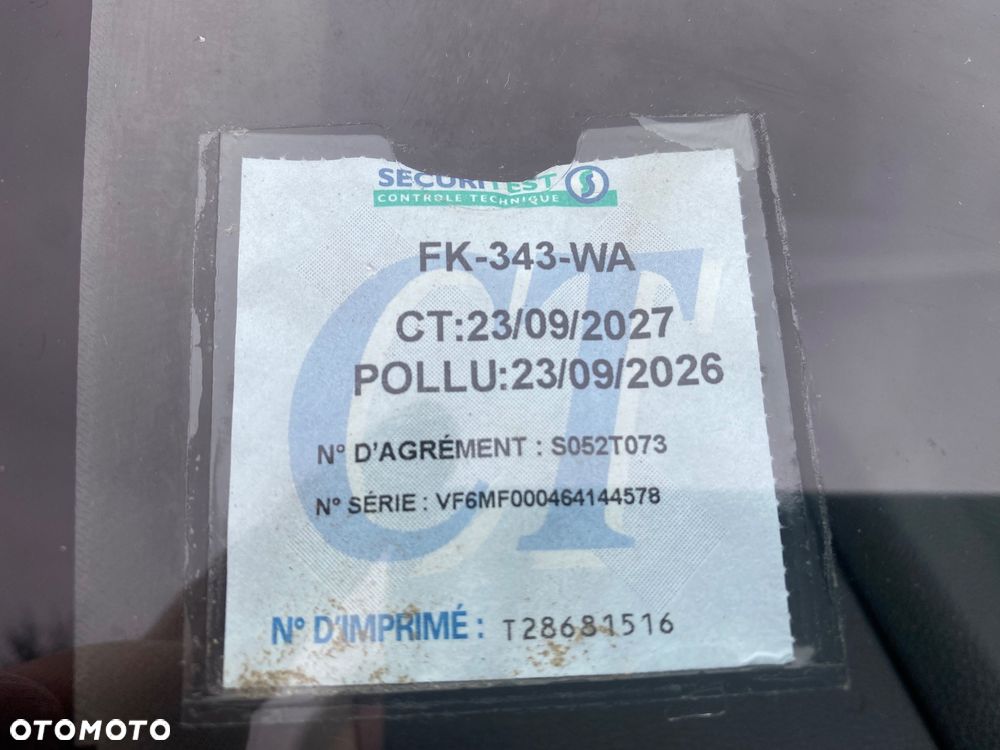 SECURITEST
CONTROLE TECHNIQUE
FK-343-WA
CT:23/09/2027
POLLU:23/09/2026
N° D'AGRÉMENT : S052T073
N° SÉRIE : VF6MF000464144578
CT
N° D'IMPRIMÉ : T28681516
OTOMOTO